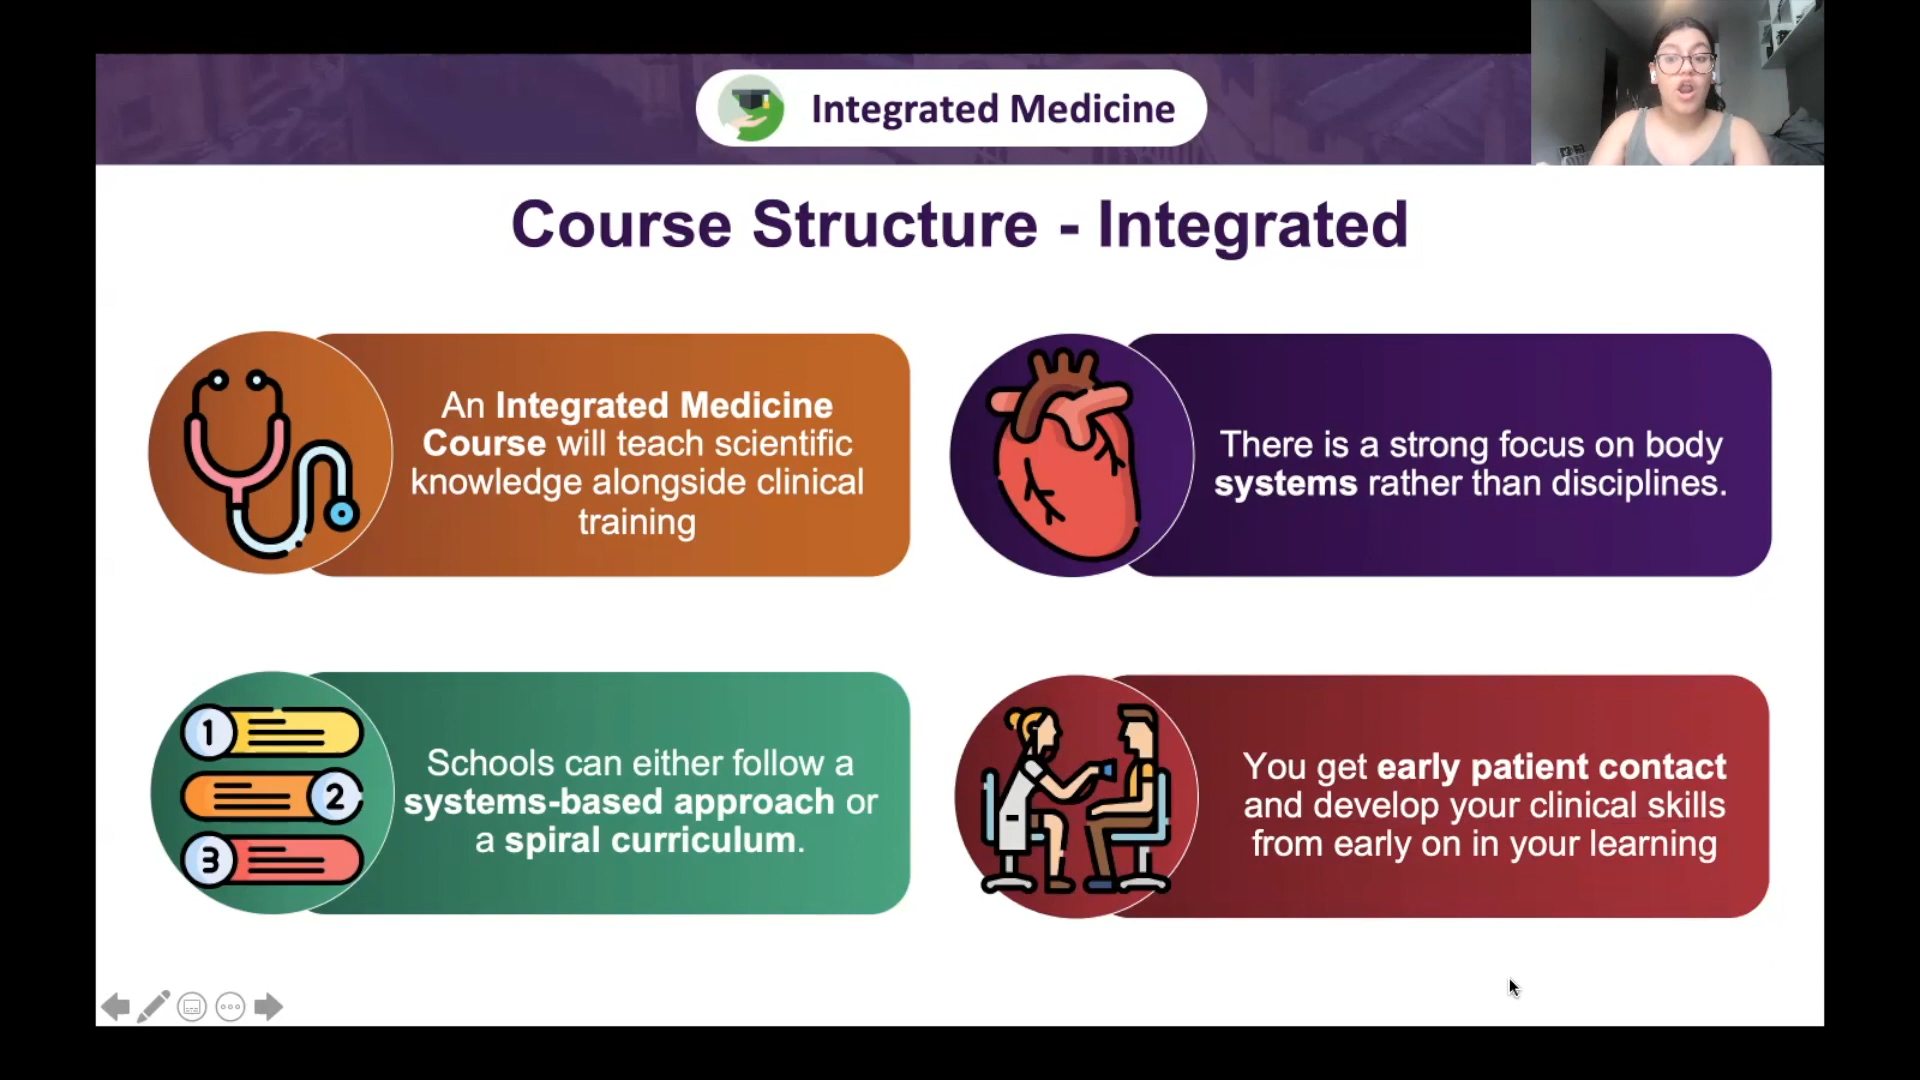 Integrated Medicine
Course Structure - Integrated
An Integrated Medicine
Course will teach scientific
knowledge alongside clinical
training
There is a strong focus on body
systems rather than disciplines.
1
2
3
Schools can either follow a
systems-based approach or
a spiral curriculum.
You get early patient contact
and develop your clinical skills
from early on in your learning